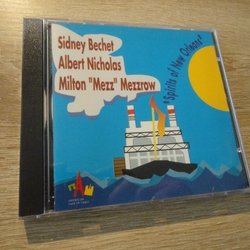 Sidney Bechet
Albert Nicholas
Milton "Mezz" Mezzrow
"Spirits of New Orleans"